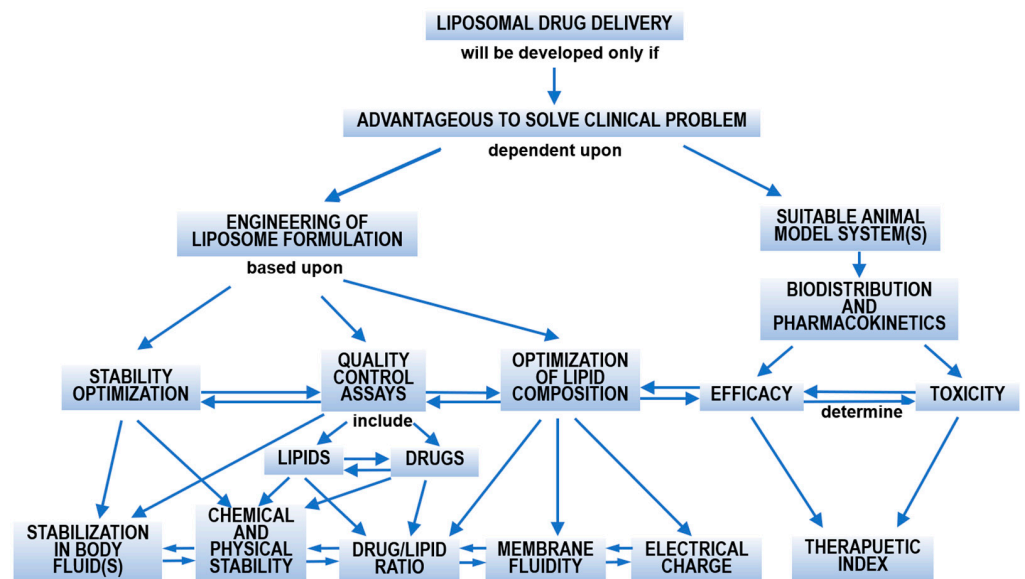 LIPOSOMAL DRUG DELIVERY
will be developed only if
ADVANTAGEOUS TO SOLVE CLINICAL PROBLEM
dependent upon
ENGINEERING OF
LIPOSOME FORMULATION
based upon
SUITABLE ANIMAL
MODEL SYSTEM(S)
BIODISTRIBUTION
AND
PHARMACOKINETICS
STABILITY
OPTIMIZATION
QUALITY
CONTROL
ASSAYS
include
OPTIMIZATION
OF LIPID
COMPOSITION
EFFICACY
determine
TOXICITY
LIPIDS
DRUGS
STABILIZATION
IN BODY
FLUID(S)
CHEMICAL
AND
PHYSICAL
STABILITY
DRUG/LIPID
RATIO
MEMBRANE
FLUIDITY
ELECTRICAL
CHARGE
THERAPUETIC
INDEX